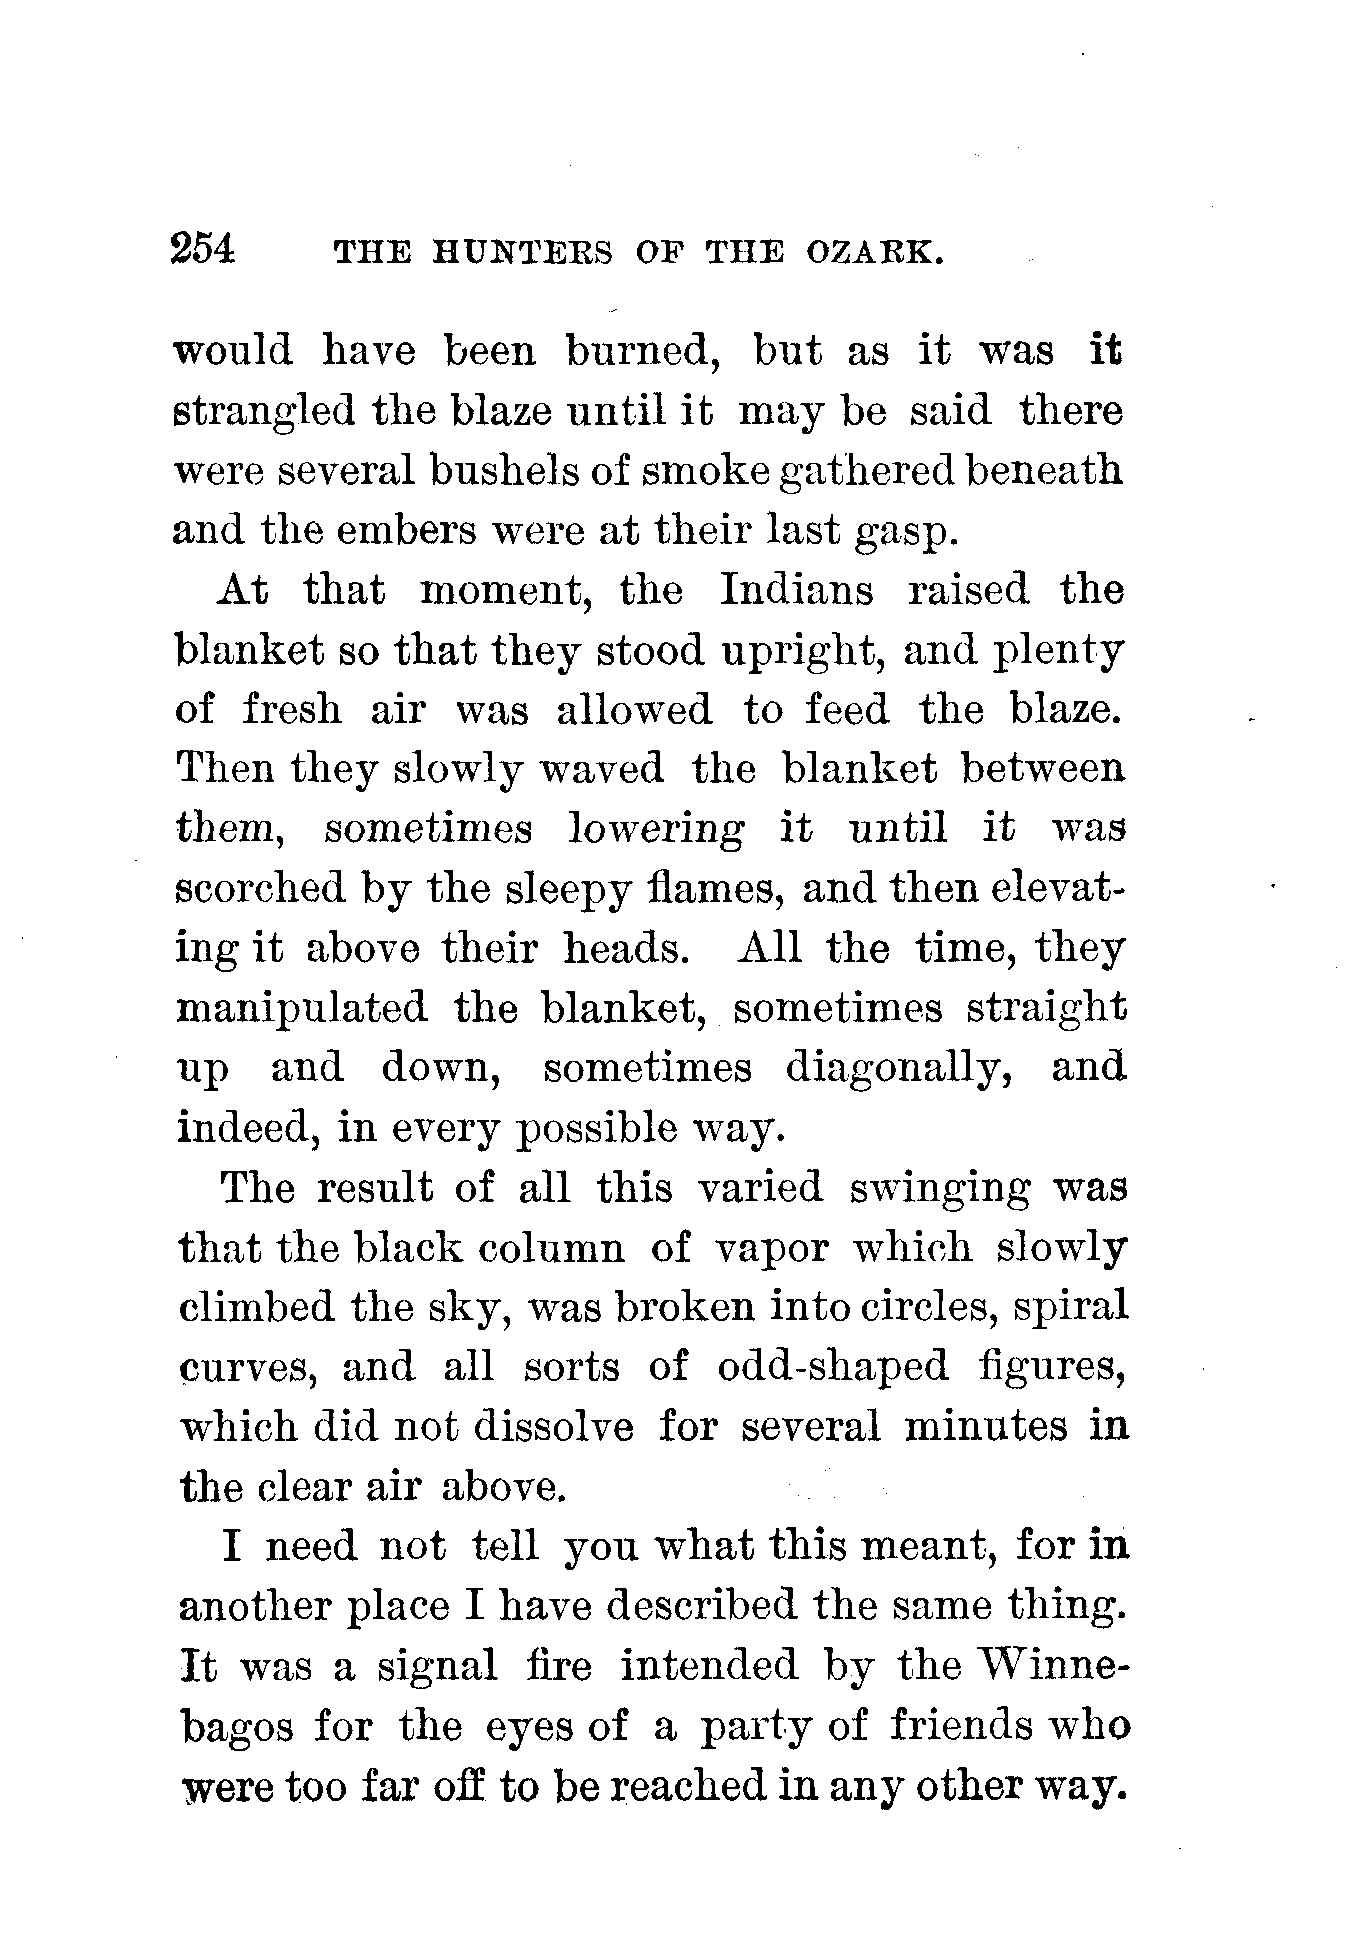 254 THE HUNTERS OF THE OZARK.
would have been burned, but as it was it
strangled the blaze until it may be said there
were several bushels of smoke gathered beneath
and the embers were at their last gasp.
At that moment, the Indians raised the
blanket so that they stood upright, and plenty
of fresh air was allowed to feed the blaze.
Then they slowly waved the blanket between
them, sometimes lowering it until it was
scorched by the sleepy flames, and then elevat-
ing it above their heads. All the time, they
manipulated the blanket, sometimes straight
up and down, sometimes diagonally, and
indeed, in every possible way.
The result of all this varied swinging was
that the black column of vapor which slowly
climbed the sky, was broken into circles, spiral
curves, and all sorts of odd-shaped figures,
which did not dissolve for several minutes in
the clear air above.
I need not tell you what this meant, for in
another place I have described the same thing.
It was a signal fire intended by the Winne-
bagos for the eyes of a party of friends who
were too far off to be reached in any other way.